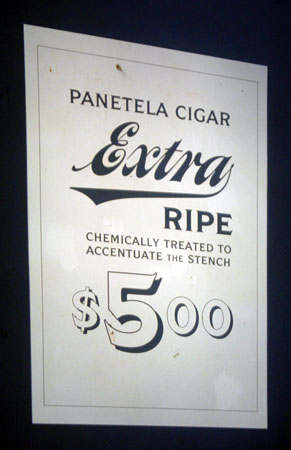 PANETELA CIGAR
Extra
RIPE
CHEMICALLY TREATED TO
ACCENTUATE THE STENCH
$5.00